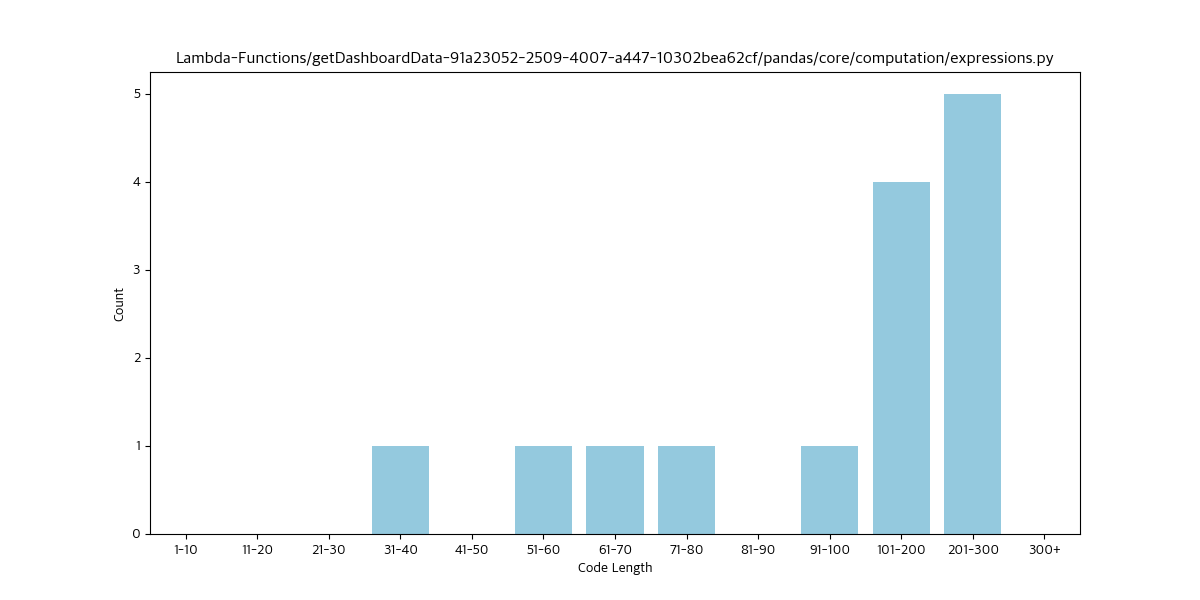 Lambda-Functions/getDashboardData-91a23052-2509-4007-a447-10302bea62cf/pandas/core/computation/expressions.py
5
4
3
2
1
0
Count
1-10 11-20 21-30 31-40 41-50 51-60 61-70 71-80 81-90 91-100 101-200 201-300 300+
Code Length